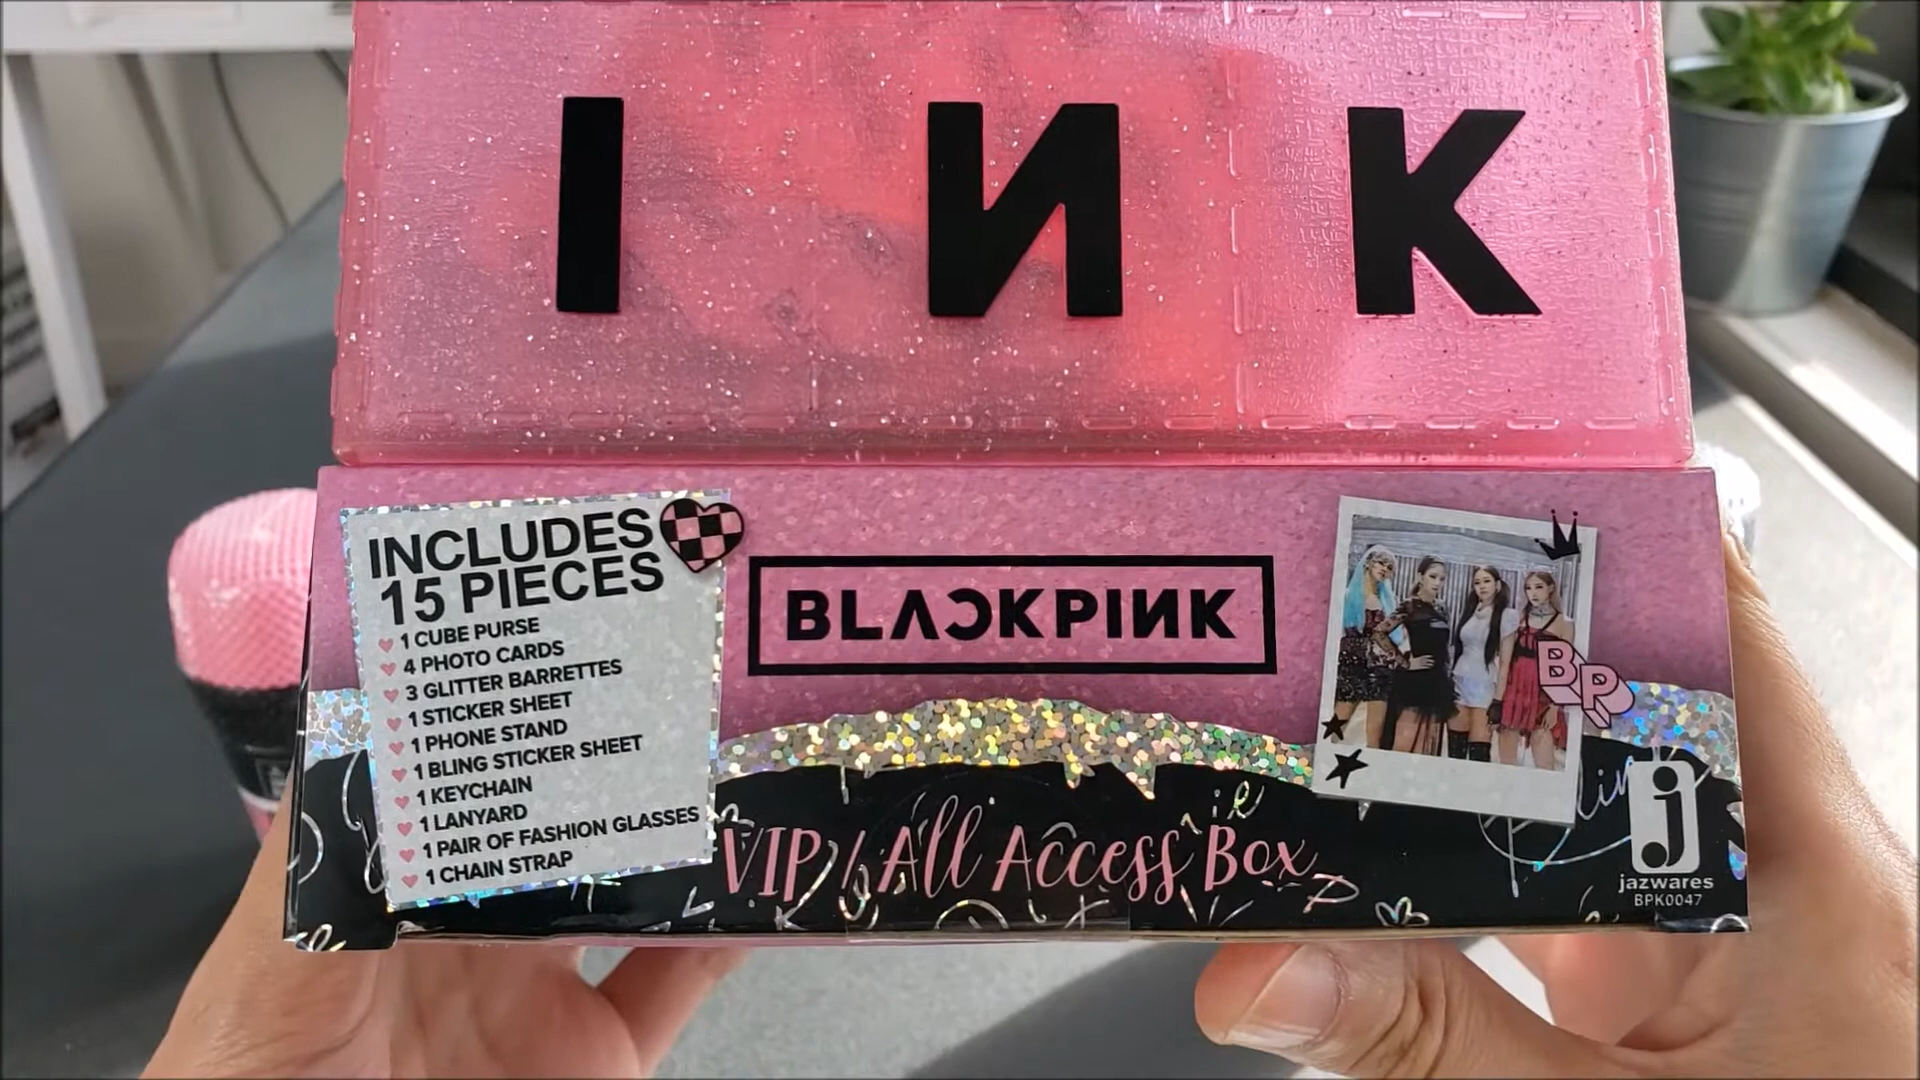 IИK
INCLUDES
15 PIECES
1 CUBE PURSE
4 PHOTO CARDS
3 GLITTER BARRETTES
1 STICKER SHEET
1 PHONE STAND
1 BLING STICKER SHEET
1 KEYCHAIN
1 LANYARD
1 PAIR OF FASHION GLASSES
1 CHAIN STRAP
BLΛƆKPIИK
VIP / All Access Box
BP
j
jazwares
BPK0047